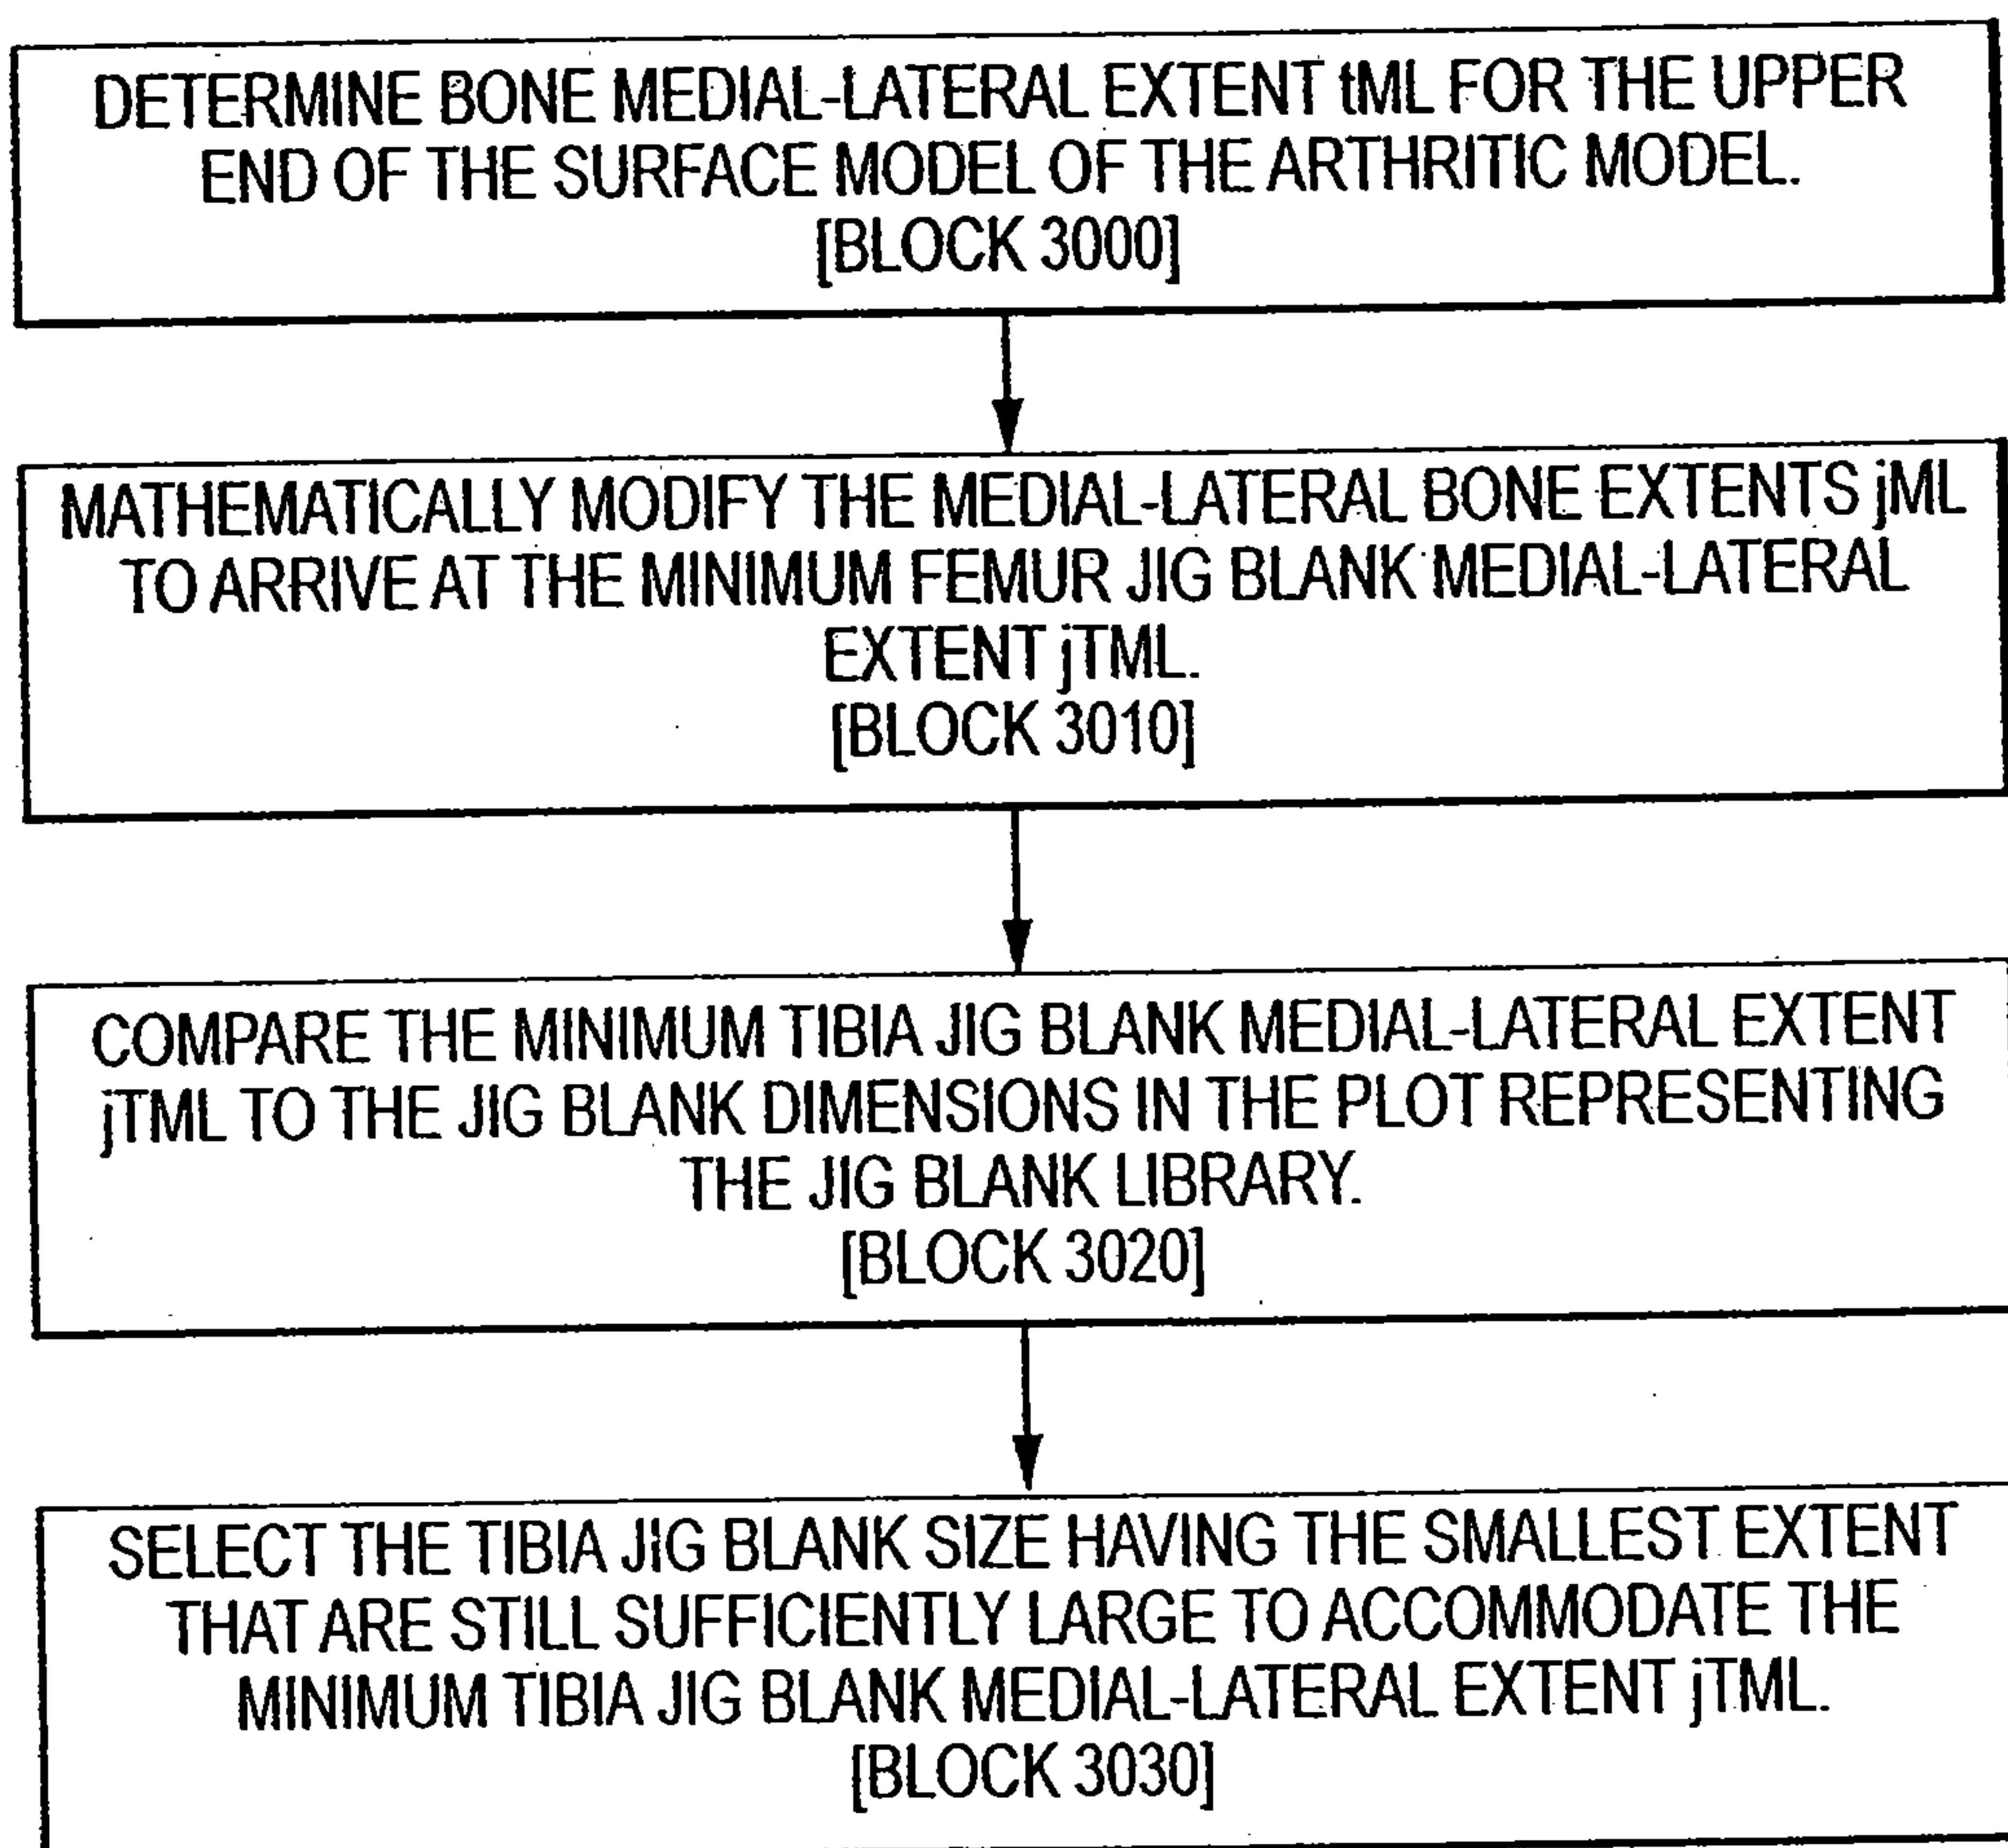 DETERMINE BONE MEDIAL-LATERAL EXTENT tML FOR THE UPPER
END OF THE SURFACE MODEL OF THE ARTHRITIC MODEL.
[BLOCK 3000]
MATHEMATICALLY MODIFY THE MEDIAL-LATERAL BONE EXTENTS jML
TO ARRIVE AT THE MINIMUM FEMUR JIG BLANK MEDIAL-LATERAL
EXTENT jTML.
[BLOCK 3010]
COMPARE THE MINIMUM TIBIA JIG BLANK MEDIAL-LATERAL EXTENT
jTML TO THE JIG BLANK DIMENSIONS IN THE PLOT REPRESENTING
THE JIG BLANK LIBRARY.
[BLOCK 3020]
SELECT THE TIBIA JIG BLANK SIZE HAVING THE SMALLEST EXTENT
THAT ARE STILL SUFFICIENTLY LARGE TO ACCOMMODATE THE
MINIMUM TIBIA JIG BLANK MEDIAL-LATERAL EXTENT jTML.
[BLOCK 3030]